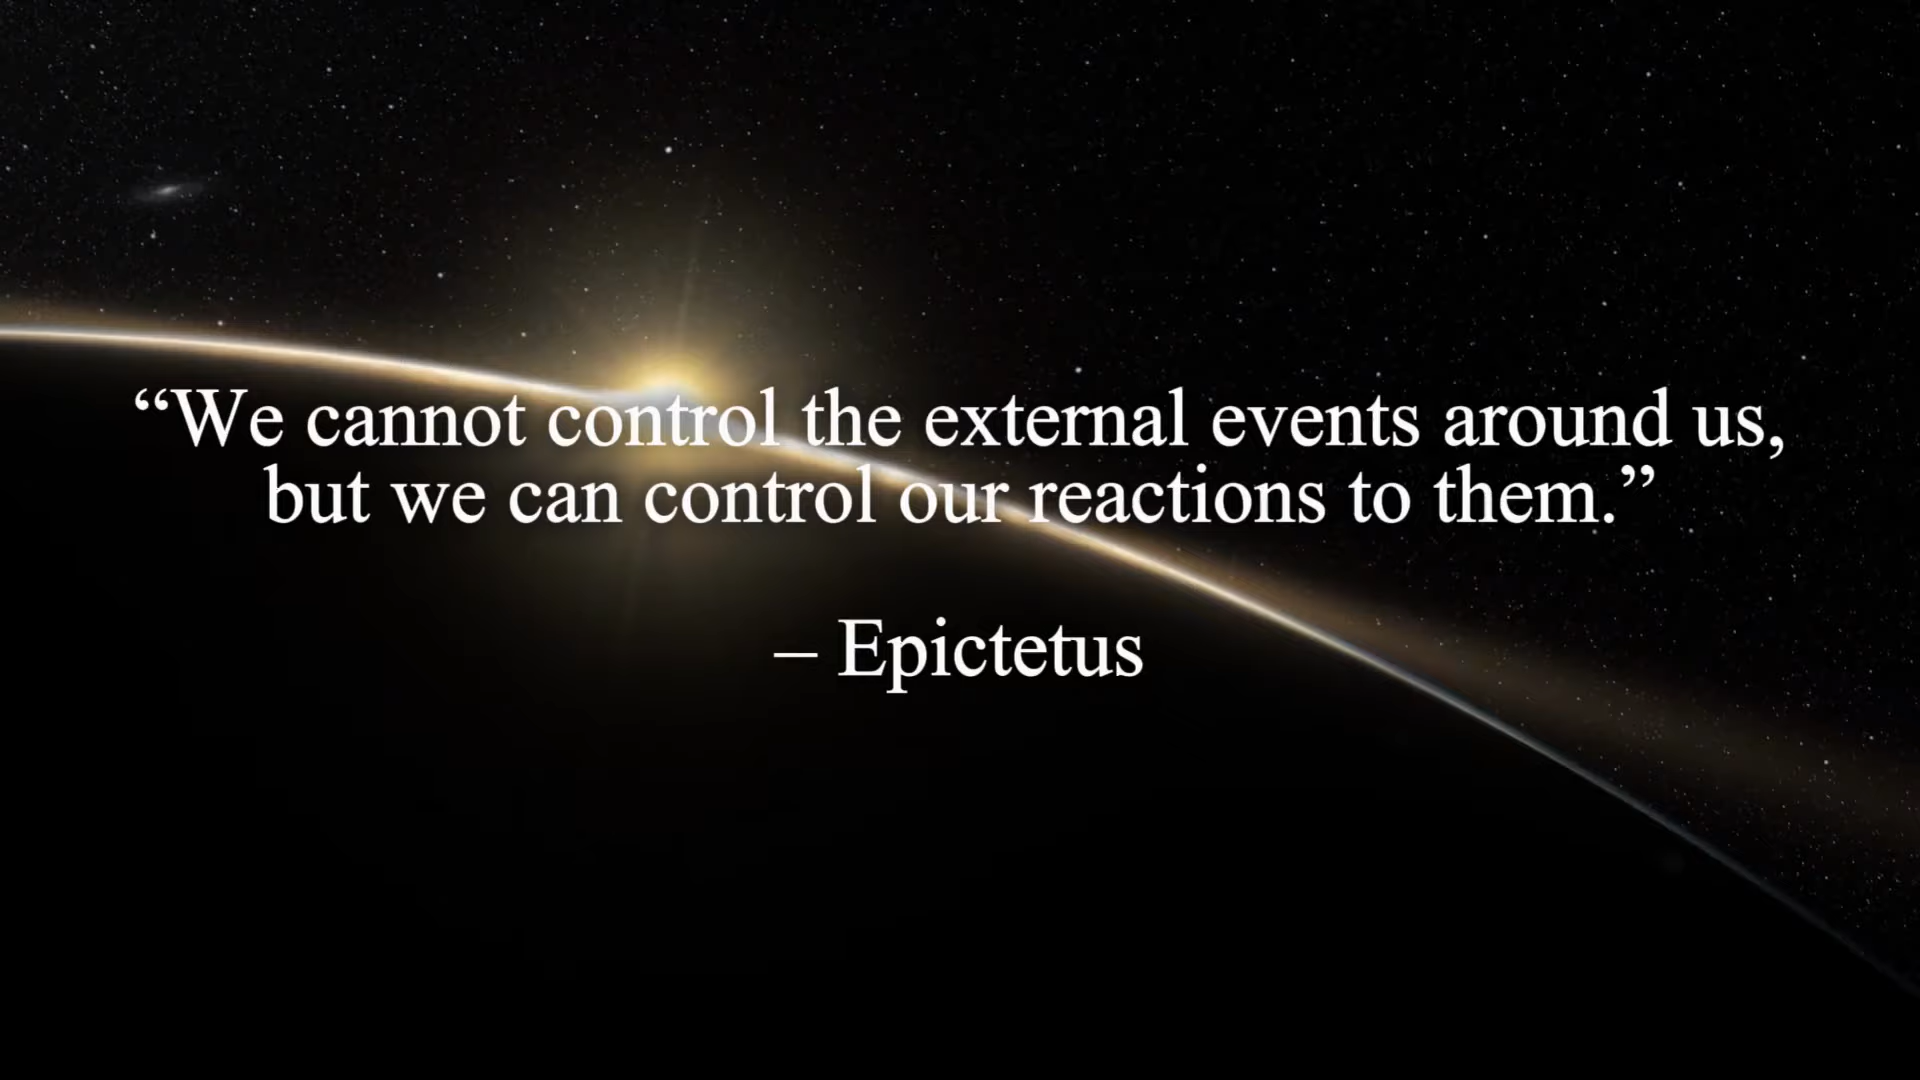 “We cannot control the external events around us,
but we can control our reactions to them.”
– Epictetus